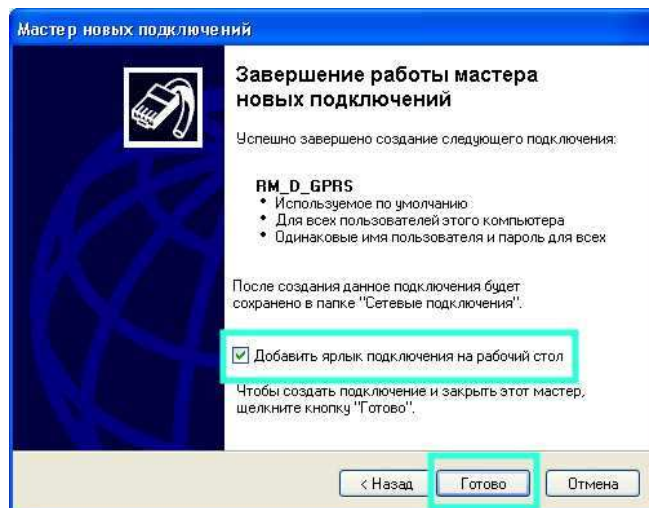 Мастер новых подключений
Завершение работы мастера
новых подключений
Успешно завершено создание следующего подключения:
RM_D_GPRS
• Используемое по умолчанию
• Для всех пользователей этого компьютера
• Одинаковые имя пользователя и пароль для всех
После создания данное подключения будет
сохранено в папке "Сетевые подключения".
Добавить ярлык подключения на рабочий стол
Чтобы создать подключение и закрыть этот мастер,
щелкните кнопку "Готово".
< Назад Готово Отмена